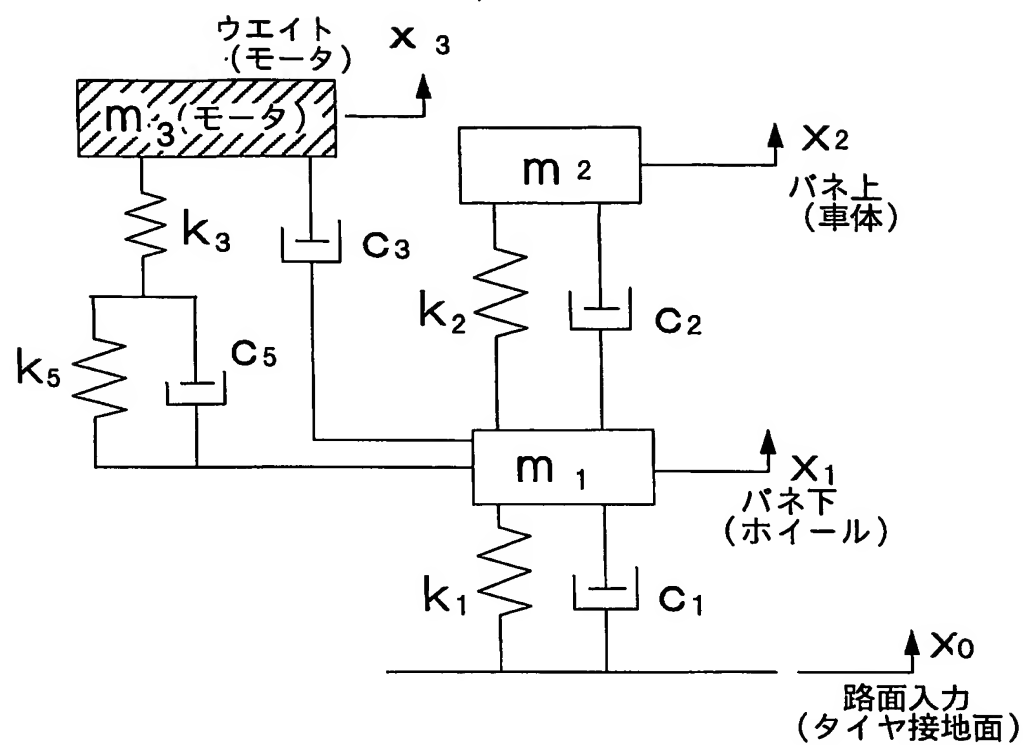 ウエイト
(モータ)
x 3
m 3 (モータ)
m 2
x2
バネ上
(車体)
k3
c3
k2
c2
k5
c5
m 1
x1
バネ下
(ホイール)
k1
c1
x0
路面入力
(タイヤ接地面)